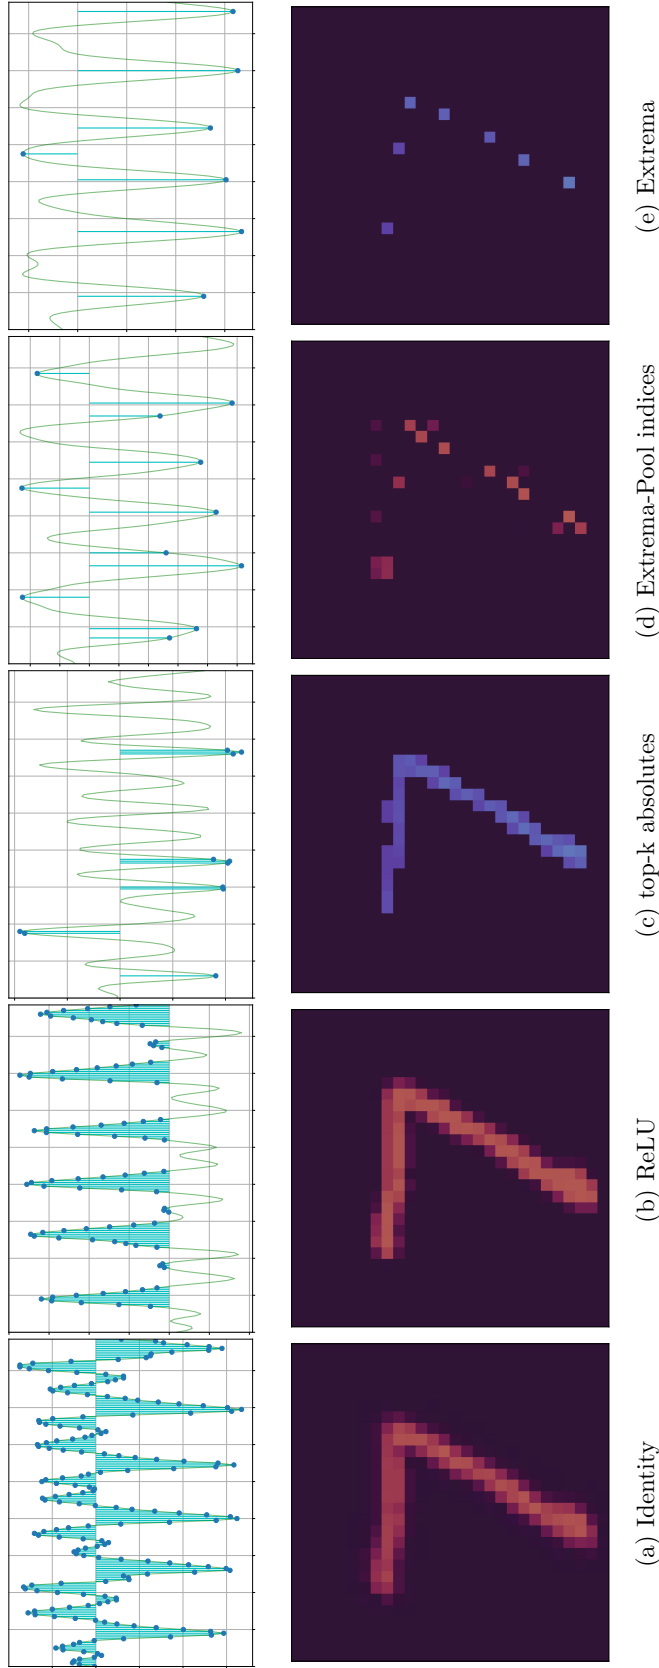 (a) Identity
(b) ReLU
(c) top-k absolutes
(d) Extrema-Pool indices
(e) Extrema